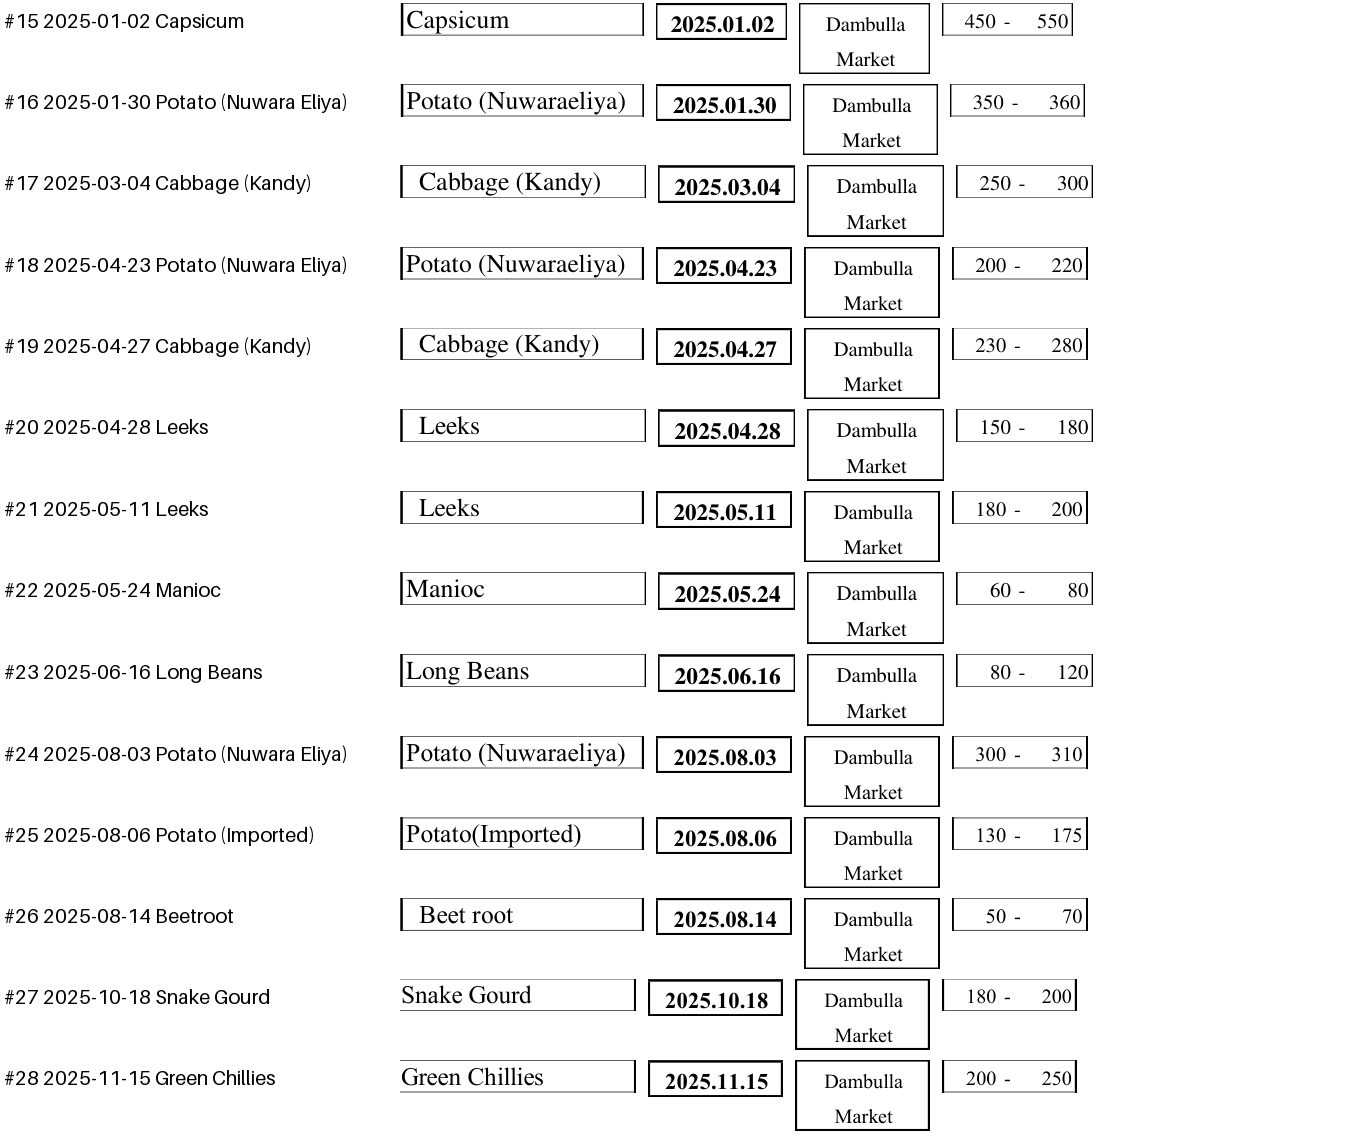 #15 2025-01-02 Capsicum Capsicum 2025.01.02 Dambulla 450 - 550
Market
#16 2025-01-30 Potato (Nuwara Eliya) Potato (Nuwaraeliya) 2025.01.30 Dambulla 350 - 360
Market
#17 2025-03-04 Cabbage (Kandy) Cabbage (Kandy) 2025.03.04 Dambulla 250 - 300
Market
#18 2025-04-23 Potato (Nuwara Eliya) Potato (Nuwaraeliya) 2025.04.23 Dambulla 200 - 220
Market
#19 2025-04-27 Cabbage (Kandy) Cabbage (Kandy) 2025.04.27 Dambulla 230 - 280
Market
#20 2025-04-28 Leeks Leeks 2025.04.28 Dambulla 150 - 180
Market
#21 2025-05-11 Leeks Leeks 2025.05.11 Dambulla 180 - 200
Market
#22 2025-05-24 Manioc Manioc 2025.05.24 Dambulla 60 - 80
Market
#23 2025-06-16 Long Beans Long Beans 2025.06.16 Dambulla 80 - 120
Market
#24 2025-08-03 Potato (Nuwara Eliya) Potato (Nuwaraeliya) 2025.08.03 Dambulla 300 - 310
Market
#25 2025-08-06 Potato (Imported) Potato(Imported) 2025.08.06 Dambulla 130 - 175
Market
#26 2025-08-14 Beetroot Beet root 2025.08.14 Dambulla 50 - 70
Market
#27 2025-10-18 Snake Gourd Snake Gourd 2025.10.18 Dambulla 180 - 200
Market
#28 2025-11-15 Green Chillies Green Chillies 2025.11.15 Dambulla 200 - 250
Market